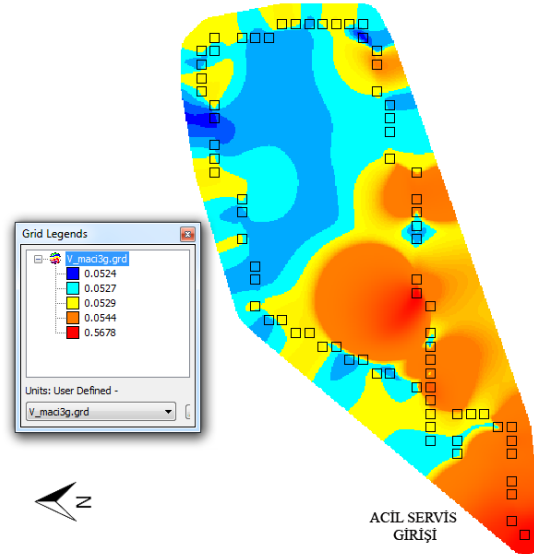 Grid Legends
V_maci3g.grd
0.0524
0.0527
0.0529
0.0544
0.5678
Units: User Defined -
V_maci3g.grd
N
ACİL SERVİS
GİRİŞİ